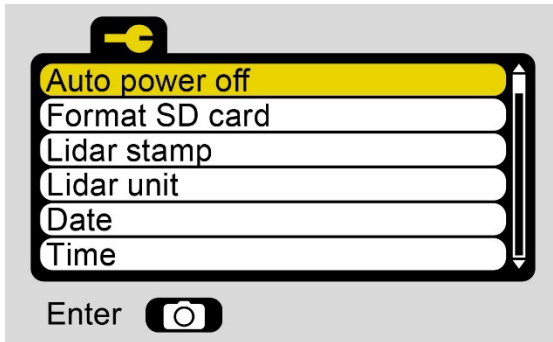 Auto power off
Format SD card
Lidar stamp
Lidar unit
Date
Time
Enter